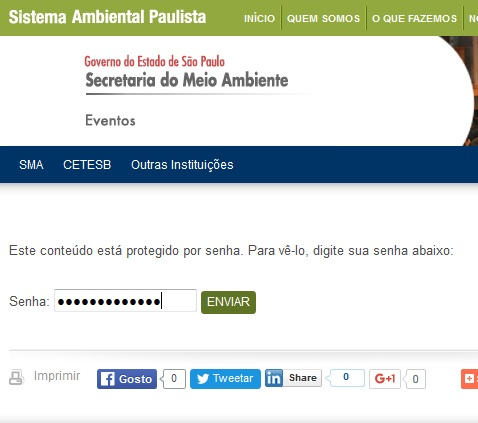 Sistema Ambiental Paulista
INÍCIO QUEM SOMOS O QUE FAZEMOS
Governo do Estado de São Paulo
Secretaria do Meio Ambiente
Eventos
SMA CETESB Outras Instituições
Este conteúdo está protegido por senha. Para vê-lo, digite sua senha abaixo:
Senha: ●●●●●●●●●●●●● ENVIAR
Imprimir Gosto 0 Tweetar in Share 0 G+1 0